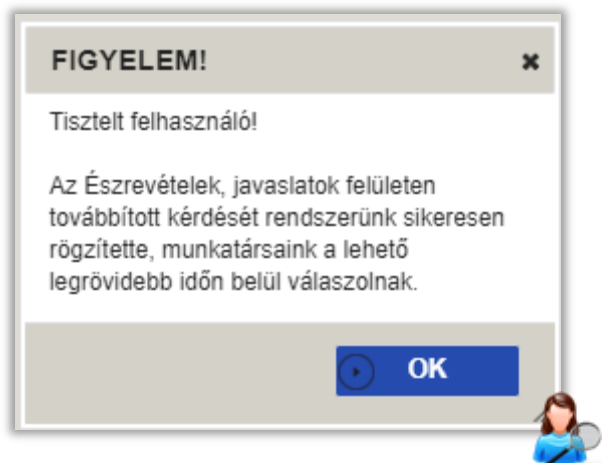 FIGYELEM!
Tisztelt felhasználó!
Az Észrevételek, javaslatok felületen
továbbított kérdését rendszerünk sikeresen
rögzítette, munkatársaink a lehető
legrövidebb időn belül válaszolnak.
OK